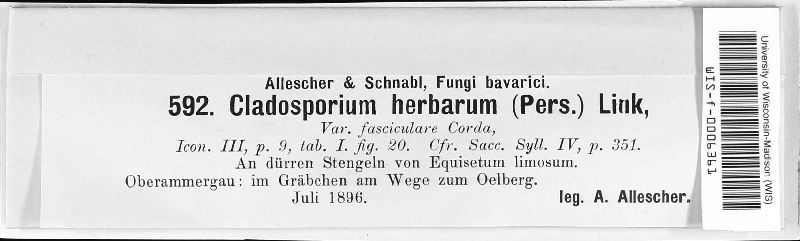 Allescher & Schnabl, Fungi bavarici.
592. Cladosporium herbarum (Pers.) Link,
Var. fasciculare Corda,
Icon. III, p. 9, tab. I. fig. 20. Cfr. Sacc. Syll. IV, p. 351.
An dürren Stengeln von Equisetum limosum.
Oberammergau: im Gräbchen am Wege zum Oelberg.
Juli 1896. leg. A. Allescher.
WIS-f-0006361
University of Wisconsin-Madison (WIS)